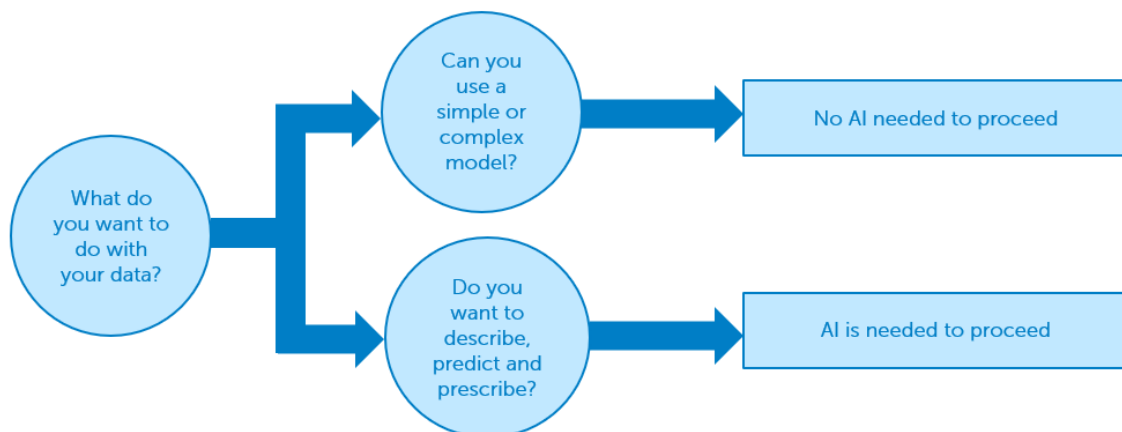 What do
you want to
do with
your data?
Can you
use a
simple or
complex
model?
No AI needed to proceed
Do you
want to
describe,
predict and
prescribe?
AI is needed to proceed